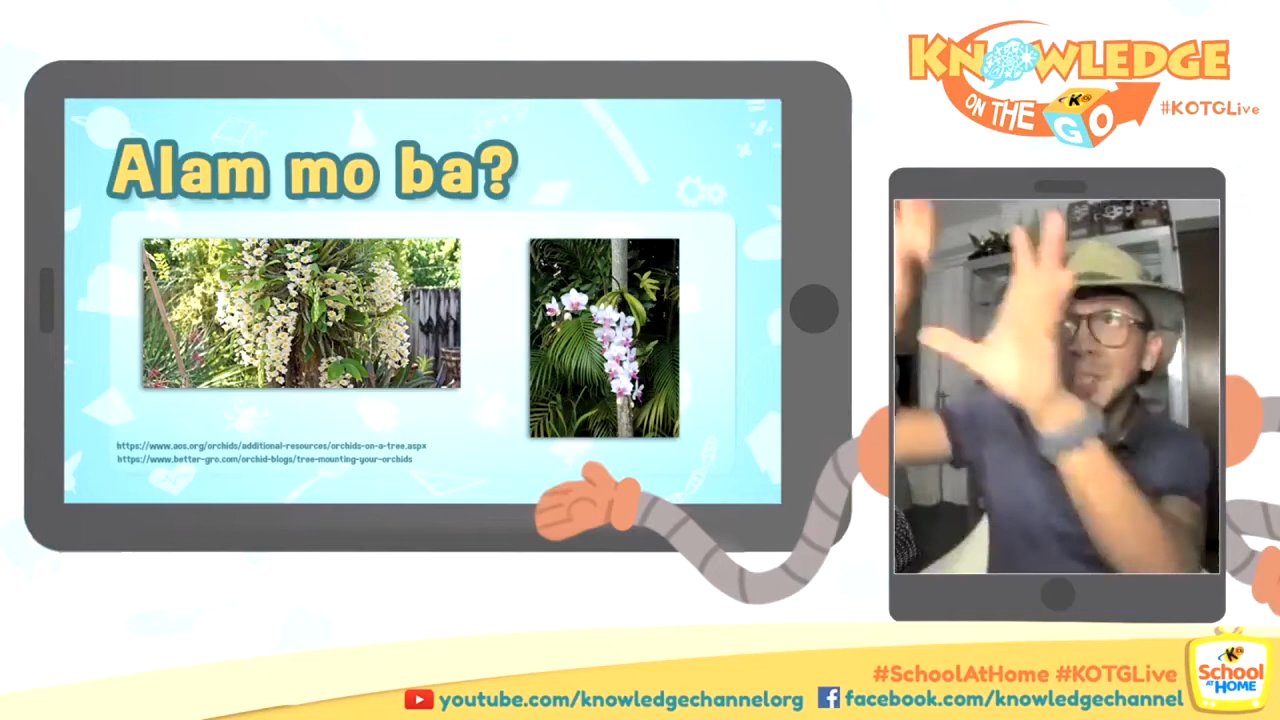 KNOWLEDGE
ON THE GO
#KOTGLive
Alam mo ba?
https://www.aos.org/orchids/additional-resources/orchids-on-a-tree.aspx
https://www.better-gro.com/orchid-blogs/tree-mounting-your-orchids
#SchoolAtHome #KOTGLive
youtube.com/knowledgechannelorg
facebook.com/knowledgechannel
School
AT HOME